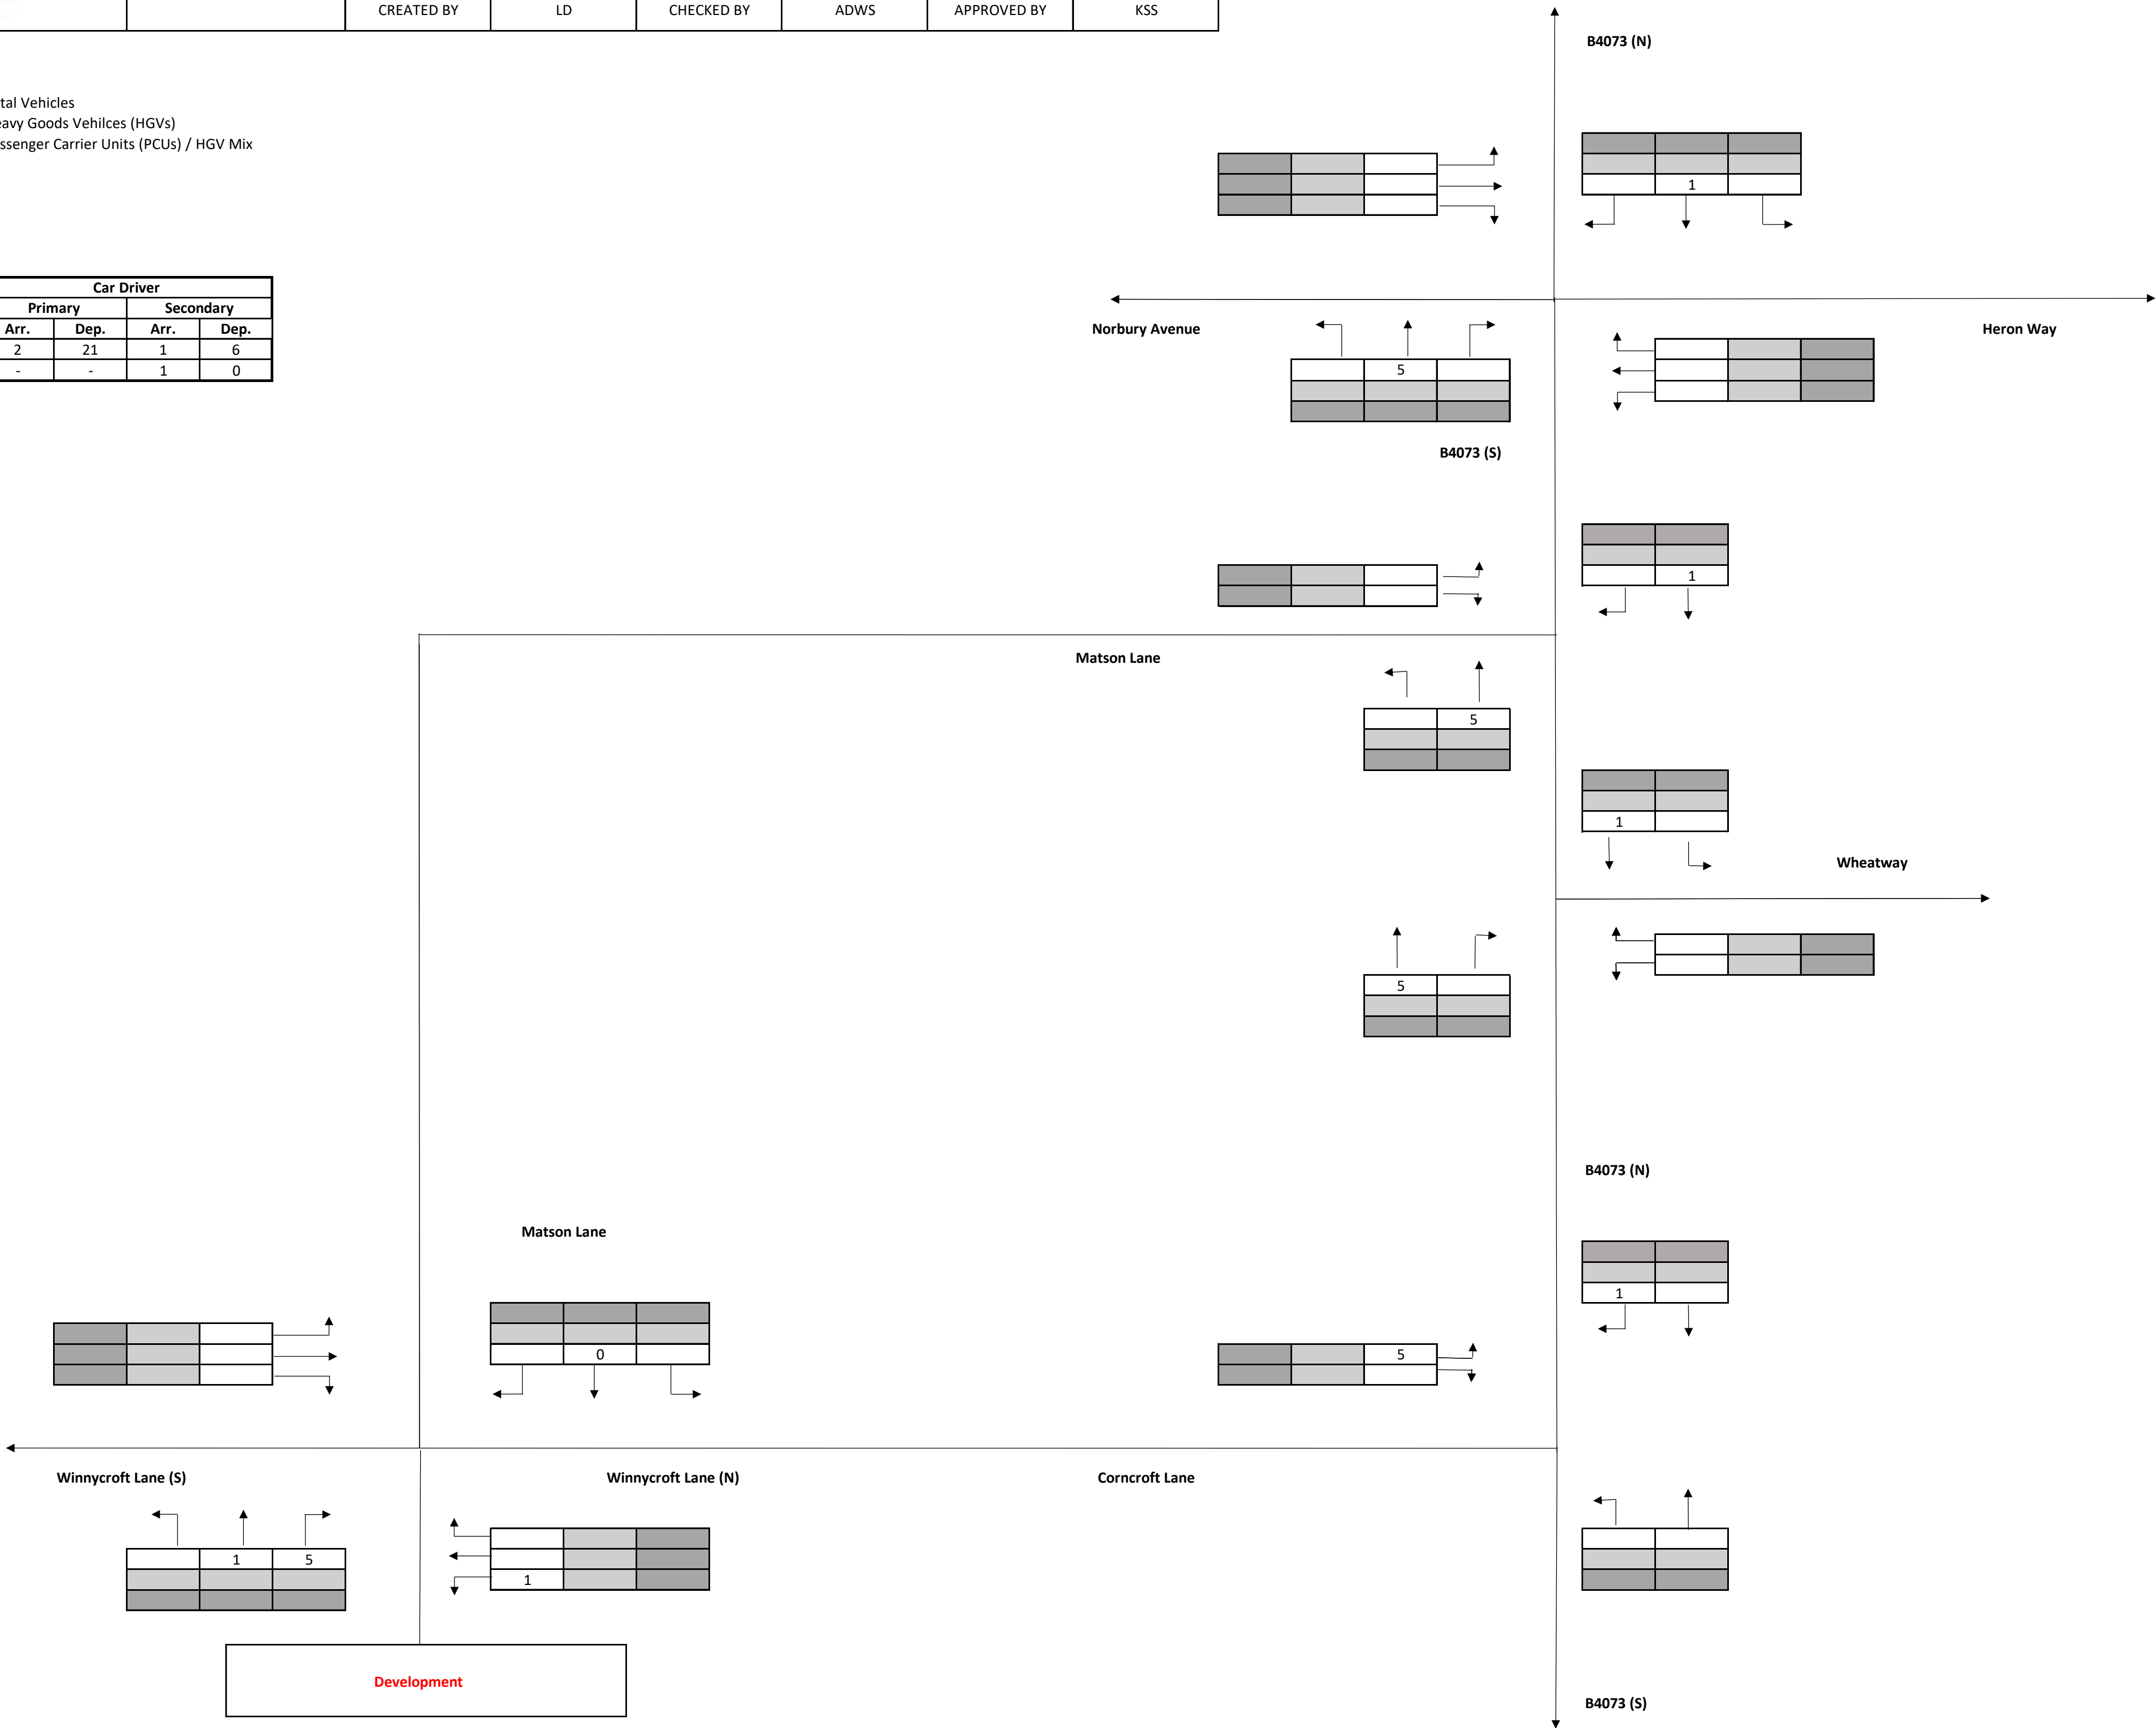 CREATED BY LD CHECKED BY ADWS APPROVED BY KSS
B4073 (N)
tal Vehicles
eavy Goods Vehilces (HGVs)
ssenger Carrier Units (PCUs) / HGV Mix
1
Car Driver
Primary Secondary
Arr. Dep. Arr. Dep.
2 21 1 6
- - 1 0
Norbury Avenue
Heron Way
5
B4073 (S)
1
Matson Lane
5
1
Wheatway
5
B4073 (N)
Matson Lane
1
0
5
Winnycroft Lane (S)
Winnycroft Lane (N)
Corncroft Lane
1 5
1
Development
B4073 (S)